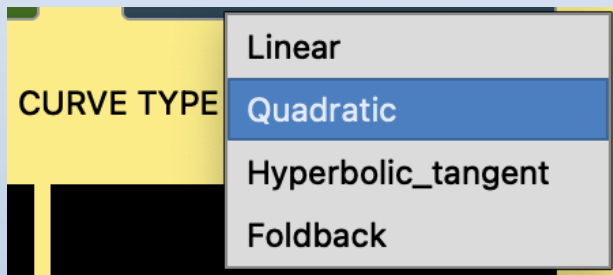 Linear
CURVE TYPE
Quadratic
Hyperbolic_tangent
Foldback